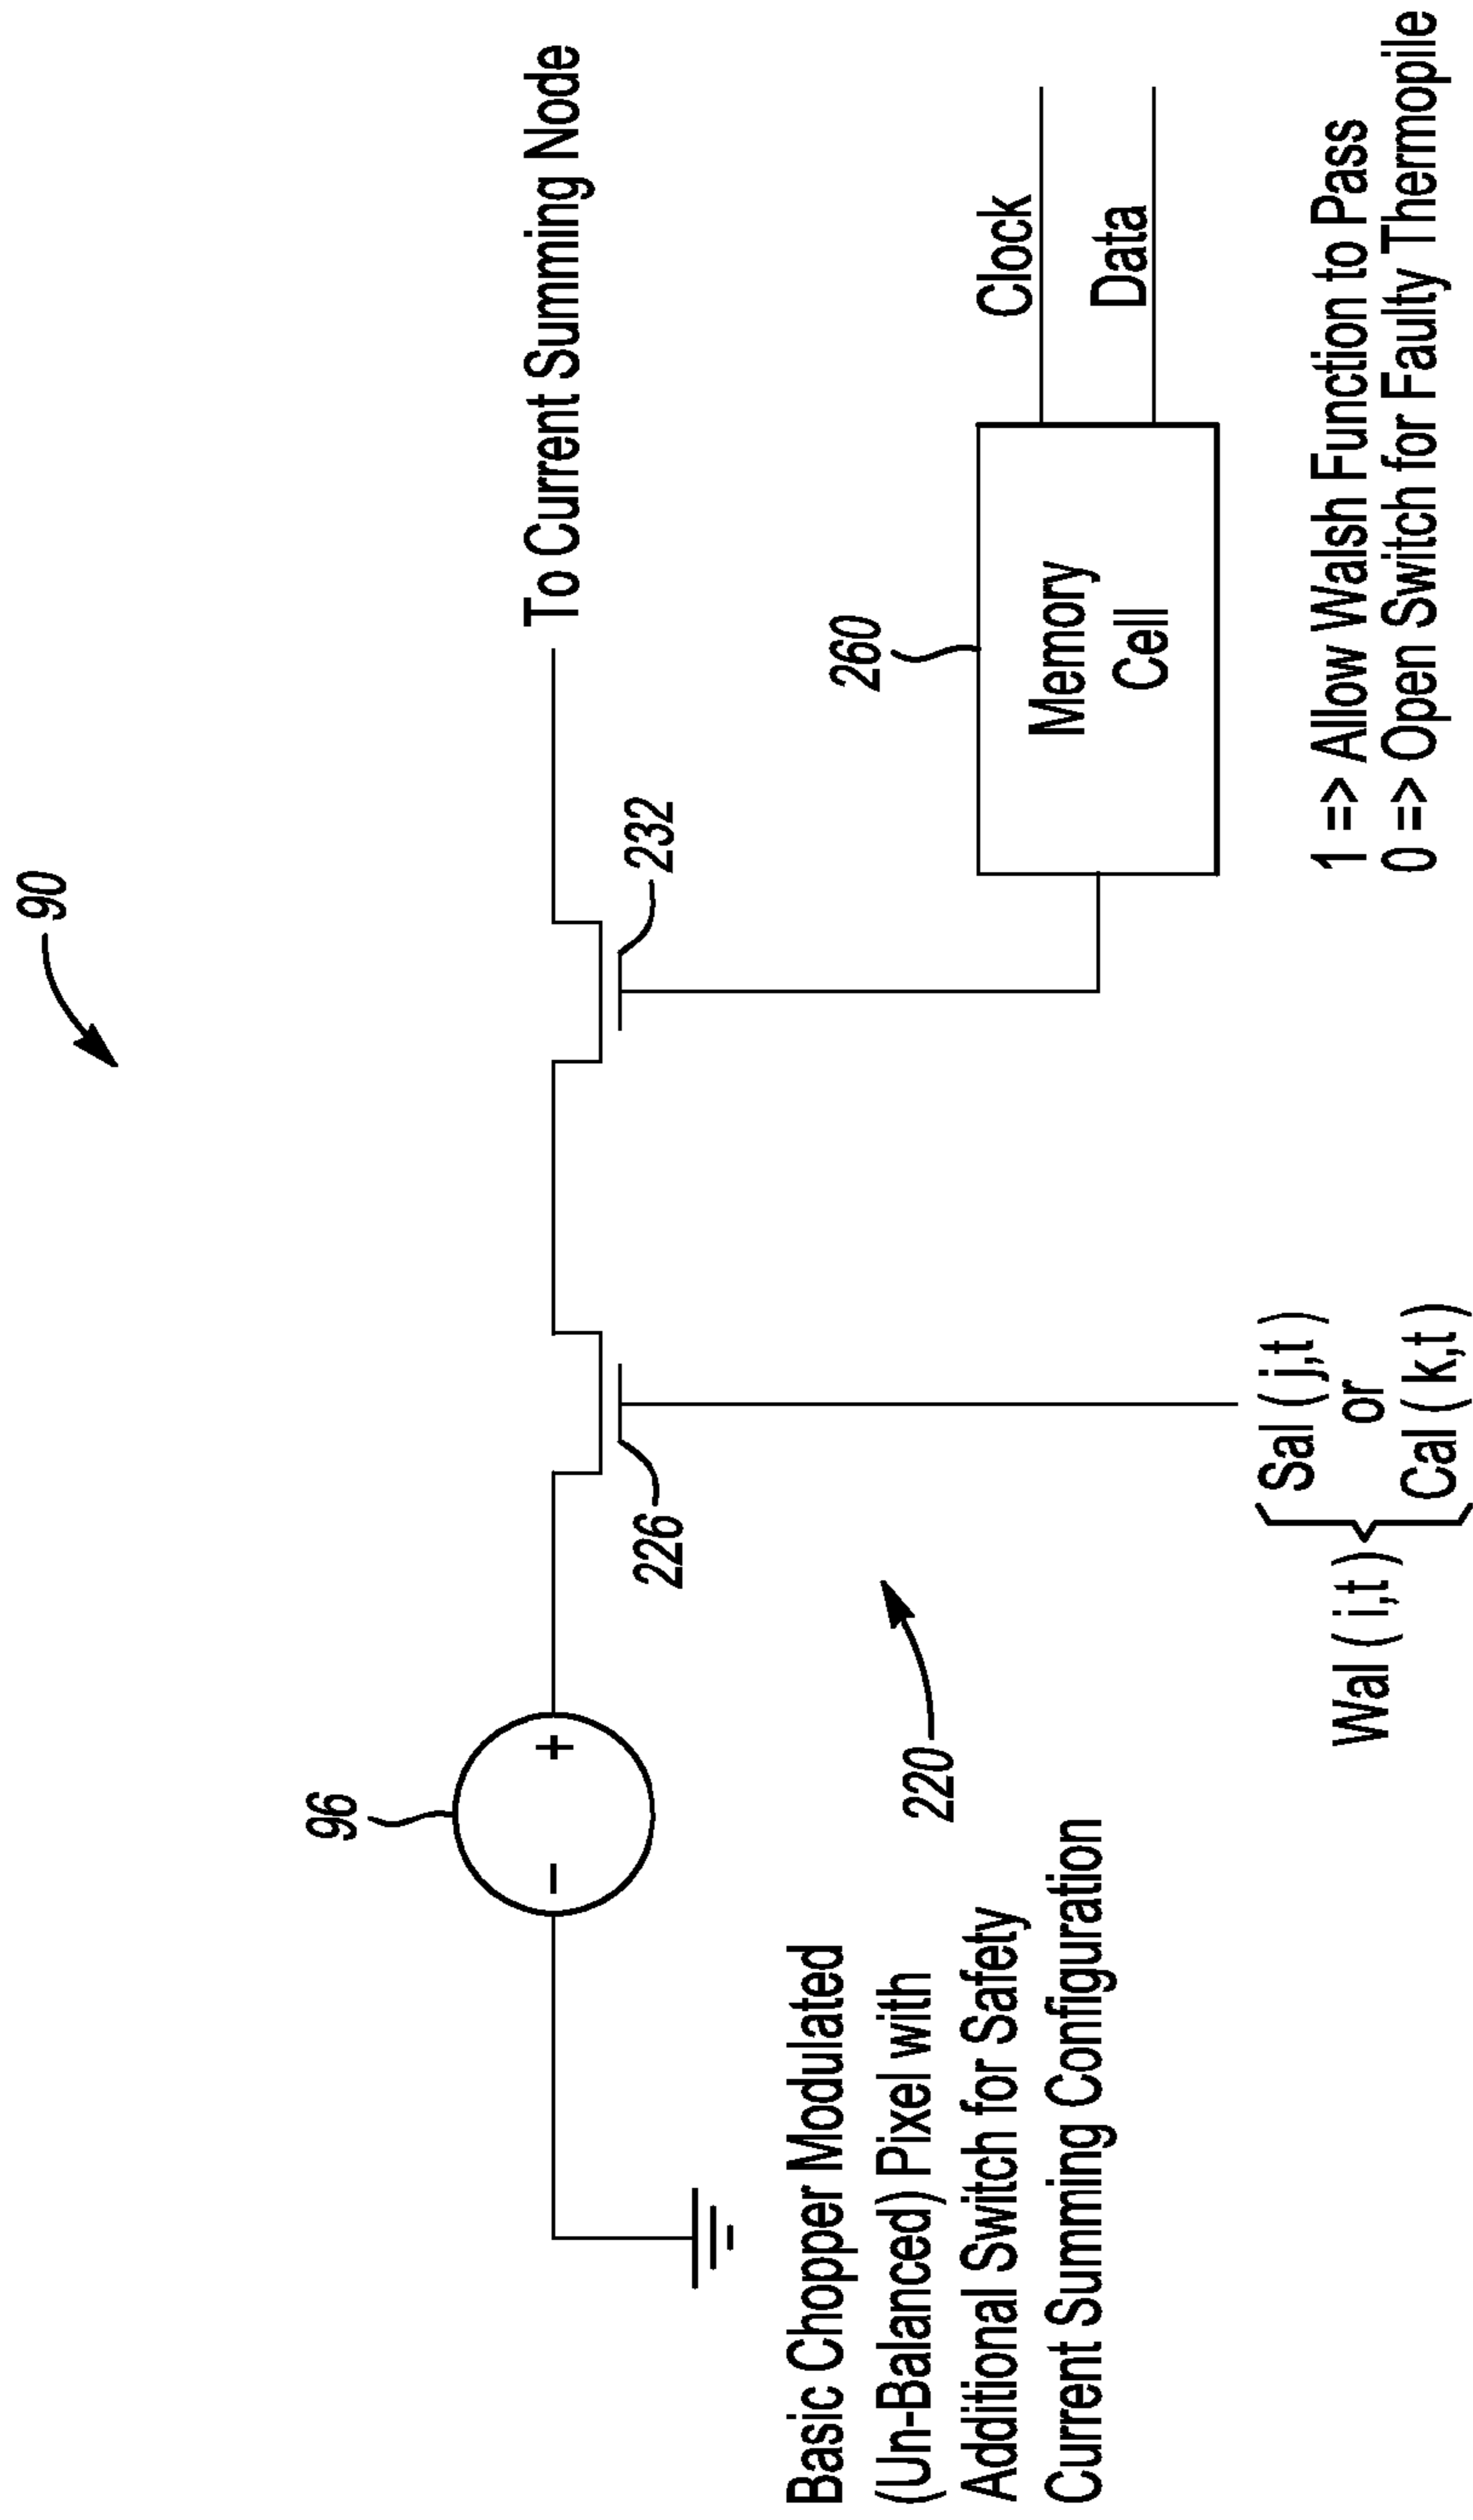 90
To Current Summing Node
96
226
232
260
Memory
Cell
Clock
Data
220
Basic Chopper Modulated
(Un-Balanced) Pixel with
Additional Switch for Safety
Current Summing Configuration
Wal ( i,t )
Sal ( j,t )
or
Cal ( k,t )
1 => Allow Walsh Function to Pass
0 => Open Switch for Faulty Thermopile
+
−